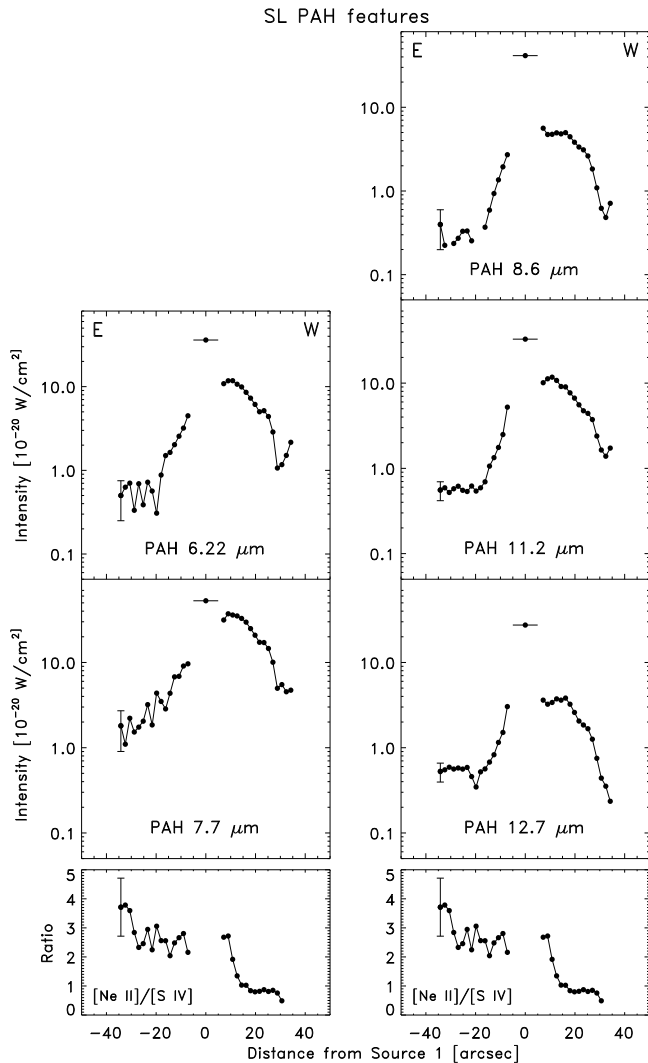 SL PAH features
E W
10.0
1.0
0.1
PAH 8.6 μm
E W
Intensity [10⁻²⁰ W/cm²]
10.0
1.0
0.1
PAH 6.22 μm
10.0
1.0
0.1
PAH 11.2 μm
Intensity [10⁻²⁰ W/cm²]
10.0
1.0
0.1
PAH 7.7 μm
10.0
1.0
0.1
PAH 12.7 μm
Ratio
5
4
3
2
1
0
[Ne II]/[S IV]
−40 −20 0 20 40
5
4
3
2
1
0
[Ne II]/[S IV]
−40 −20 0 20 40
Distance from Source 1 [arcsec]